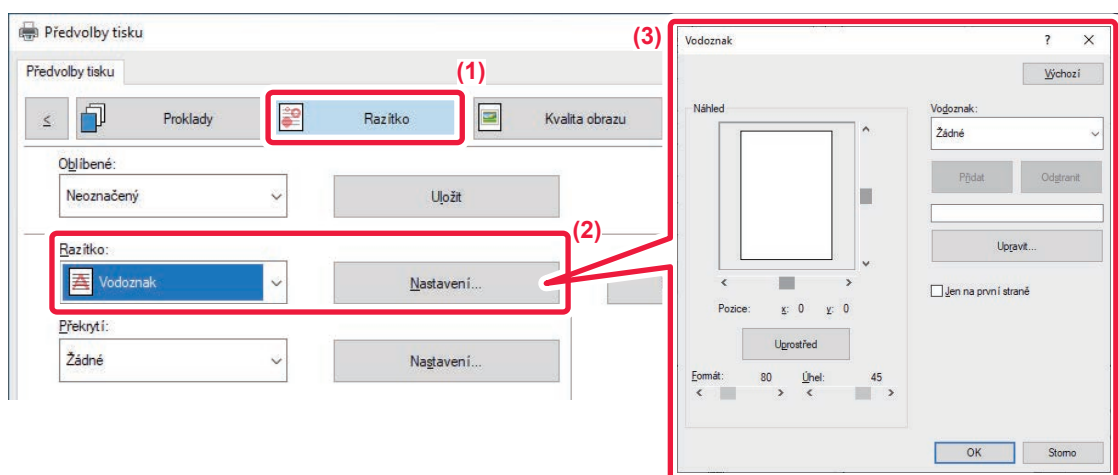 Předvolby tisku
Předvolby tisku
(1)
<
Proklady
Razítko
Kvalita obrazu
Oblíbené:
Neoznačený
Uložit
(2)
Razítko:
Vodoznak
Nastavení...
Překrytí:
Žádné
Nastavení...
(3)
Vodoznak
?
Výchozí
Náhled
Vodoznak:
Žádné
Přidat
Odstranit
Upravit...
Jen na první straně
Pozice: x: 0 y: 0
Uprostřed
Formát: 80 Úhel: 45
OK
Storno